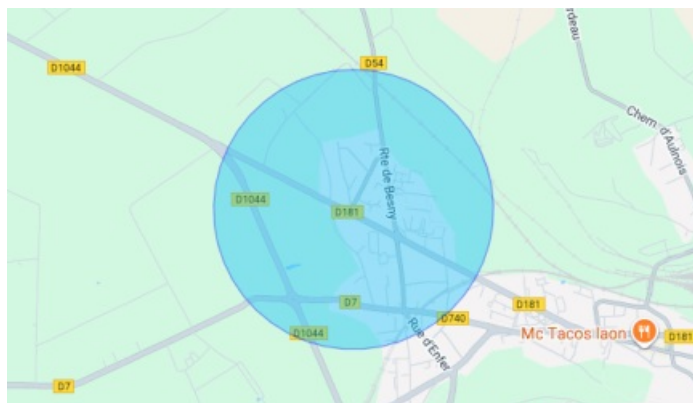 rdeau
D1044
D54
Chem. d'Aulnois
Rte de Besny
D1044
D181
D7
D181
D740
D1044
Rue d'Enfer
Mc Tacos laon
D181
D7